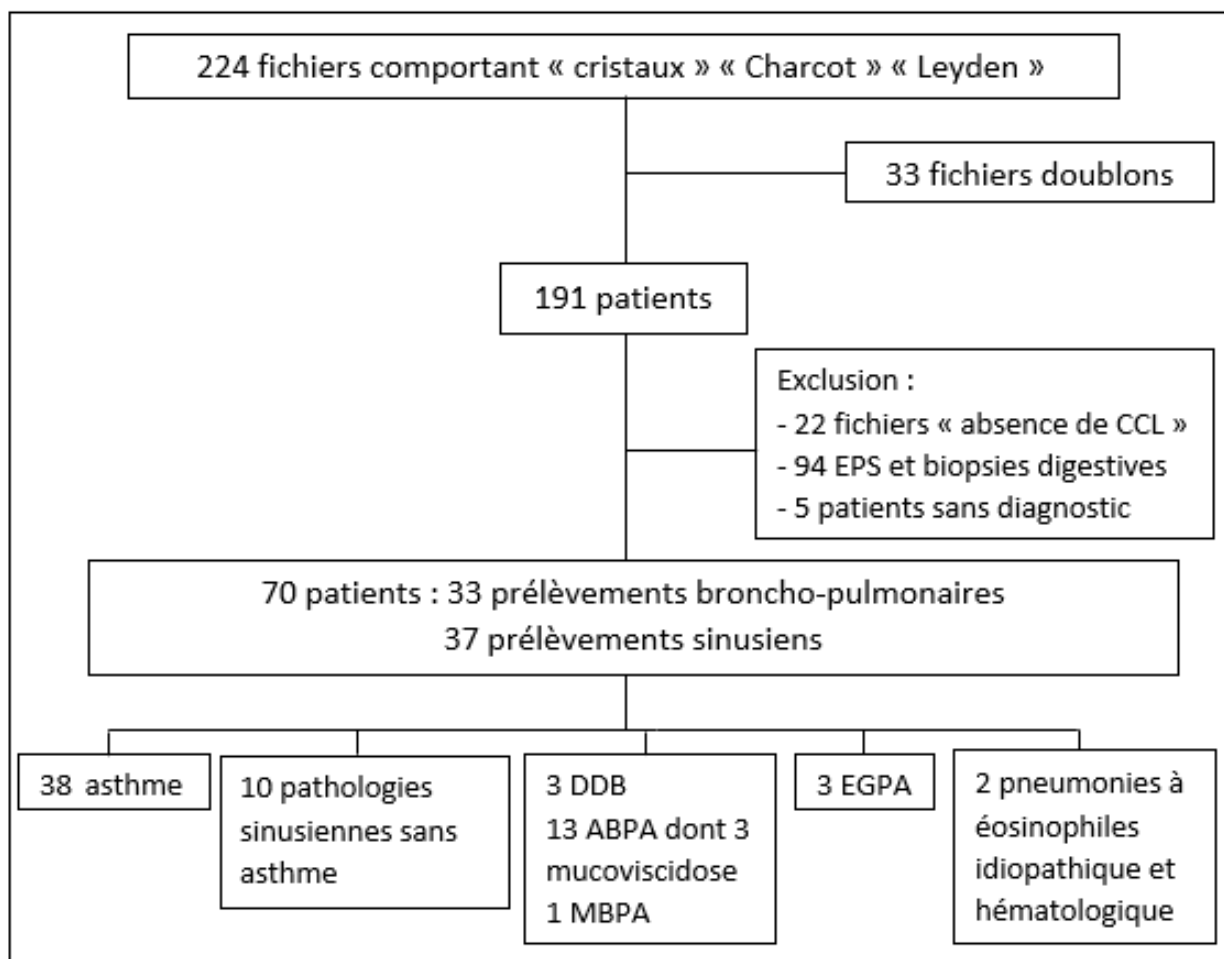 224 fichiers comportant « cristaux » « Charcot » « Leyden »
33 fichiers doublons
191 patients
Exclusion :
- 22 fichiers « absence de CCL »
- 94 EPS et biopsies digestives
- 5 patients sans diagnostic
70 patients : 33 prélèvements broncho-pulmonaires
37 prélèvements sinusiens
38 asthme
10 pathologies
sinusiennes sans
asthme
3 DDB
13 ABPA dont 3
mucoviscidose
1 MBPA
3 EGPA
2 pneumonies à
éosinophiles
idiopathique et
hématologique